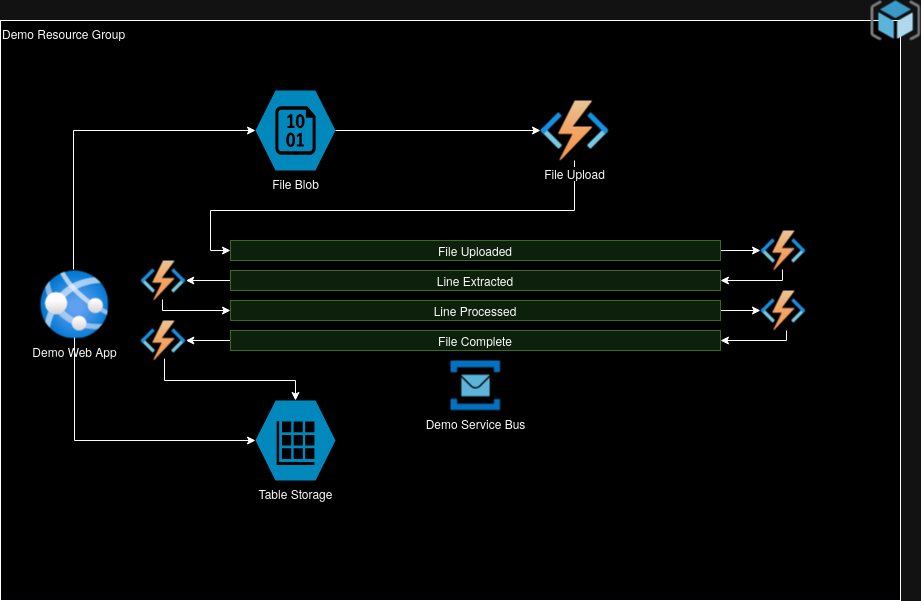 Demo Resource Group
10
01
File Blob
File Upload
File Uploaded
Line Extracted
Line Processed
File Complete
Demo Web App
Demo Service Bus
Table Storage